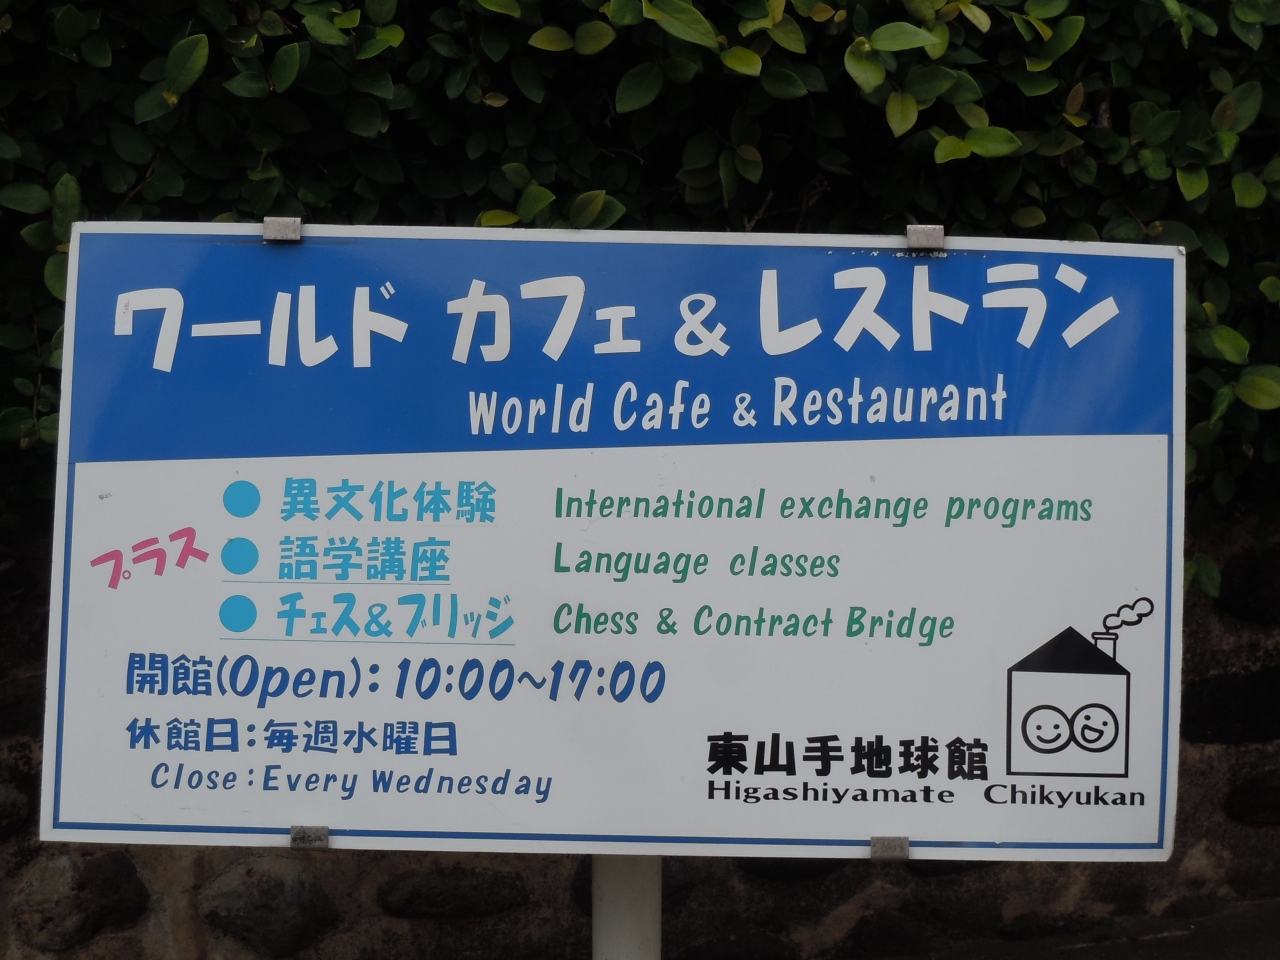 ワールド カフェ & レストラン
World Cafe & Restaurant
プラス
● 異文化体験 International exchange programs
● 語学講座 Language classes
● チェス&ブリッジ Chess & Contract Bridge
開館(Open):10:00~17:00
休館日:毎週水曜日
Close:Every Wednesday
東山手地球館
Higashiyamate Chikyukan